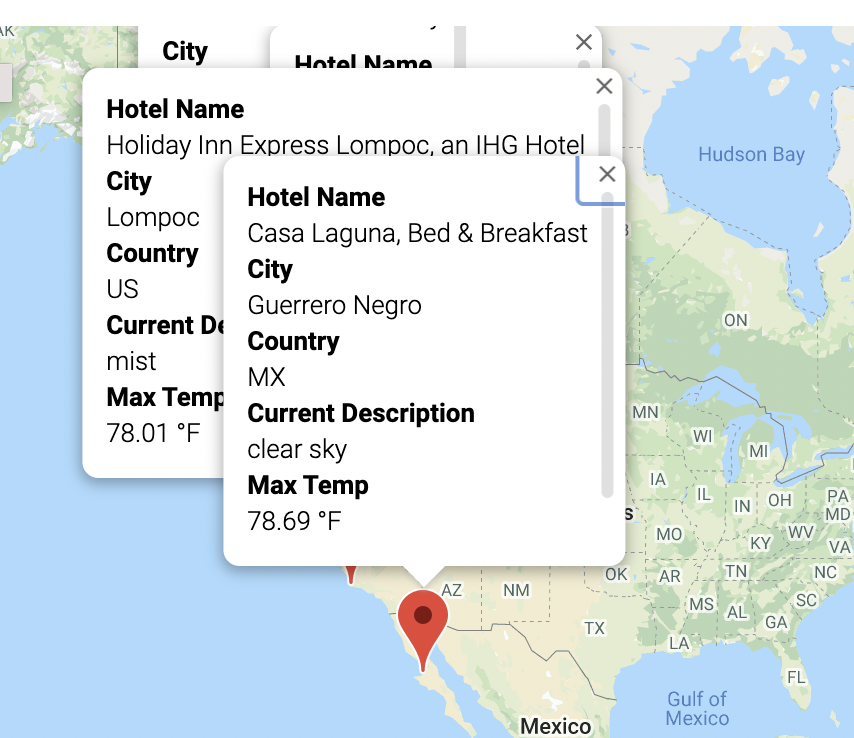 AK
City
Hotel Name
Hotel Name
Holiday Inn Express Lompoc, an IHG Hotel
City
Lompoc
Country
US
Current De
mist
Max Temp
78.01 °F
Hotel Name
Casa Laguna, Bed & Breakfast
City
Guerrero Negro
Country
MX
Current Description
clear sky
Max Temp
78.69 °F
Hudson Bay
ON
MN
WI
MI
IA
IL
IN
OH
PA
MD
MO
KY
WV
VA
OK
AR
TN
NC
AZ
NM
MS
AL
SC
GA
TX
LA
FL
Gulf of
Mexico
Mexico